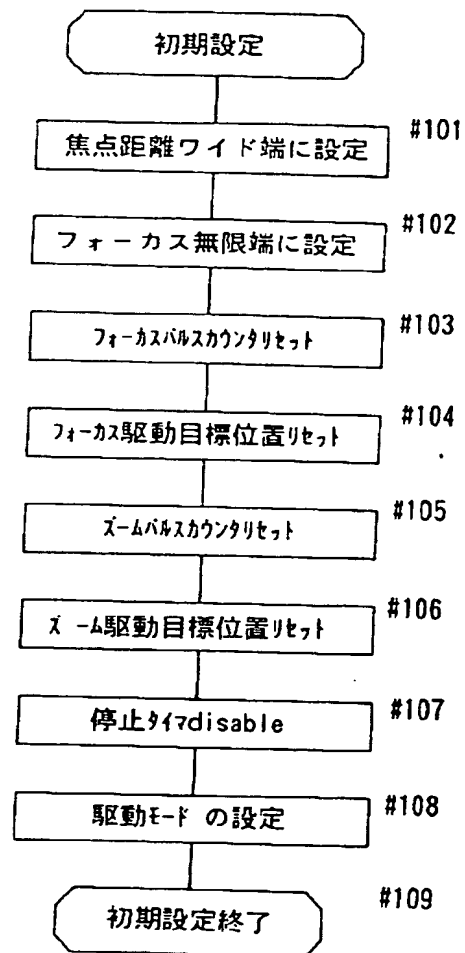 初期設定
#101
焦点距離ワイド端に設定
#102
フォーカス無限端に設定
#103
フォーカスパルスカウンタリセット
#104
フォーカス駆動目標位置リセット
#105
ズームパルスカウンタリセット
#106
ズーム駆動目標位置リセット
#107
停止タイマdisable
#108
駆動モードの設定
#109
初期設定終了